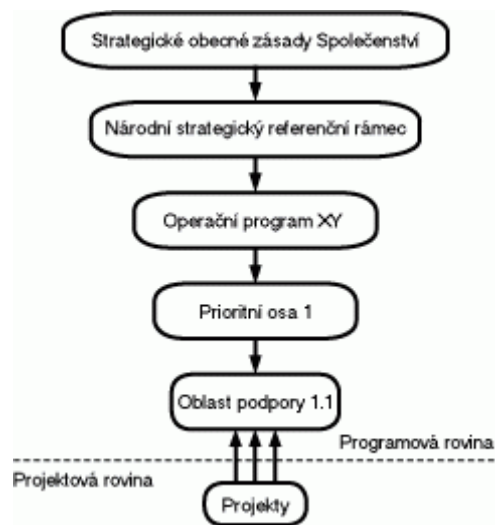 Strategické obecné zásady Společenství
Národní strategický referenční rámec
Operační program XY
Prioritní osa 1
Oblast podpory 1.1
Programová rovina
Projektová rovina
Projekty